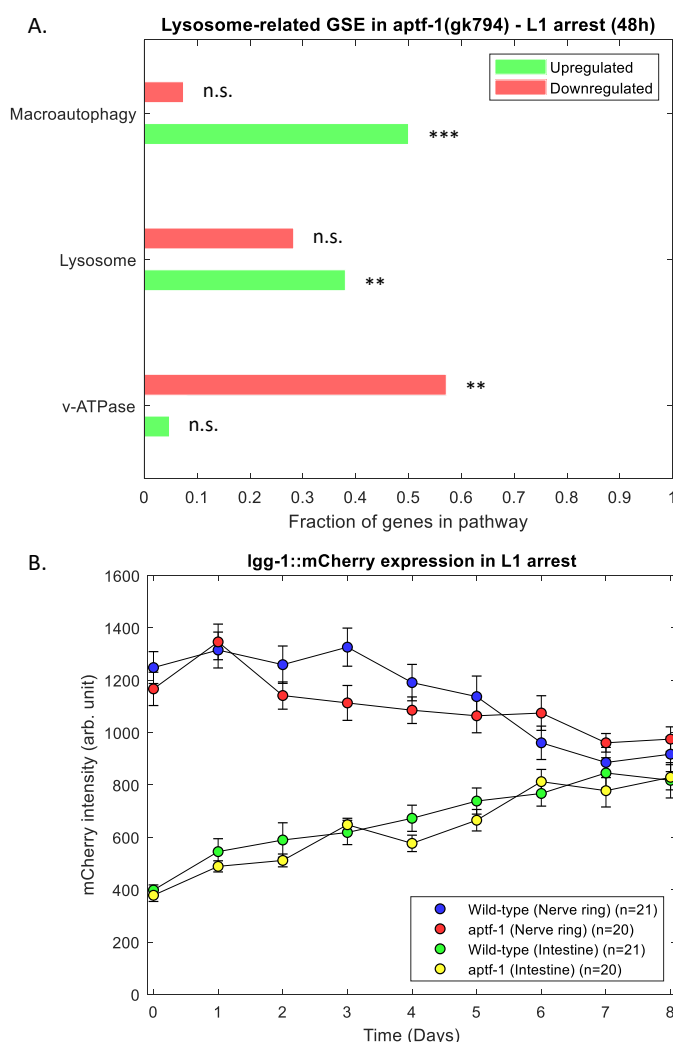 A.
Lysosome-related GSE in aptf-1(gk794) - L1 arrest (48h)
Upregulated
Downregulated
n.s.
Macroautophagy
***
n.s.
Lysosome
**
**
v-ATPase
n.s.
0 0.1 0.2 0.3 0.4 0.5 0.6 0.7 0.8 0.9 1
Fraction of genes in pathway
B.
lgg-1::mCherry expression in L1 arrest
1600
1400
1200
1000
800
600
400
200
0
mCherry intensity (arb. unit)
Wild-type (Nerve ring) (n=21)
aptf-1 (Nerve ring) (n=20)
Wild-type (Intestine) (n=21)
aptf-1 (Intestine) (n=20)
0 1 2 3 4 5 6 7 8
Time (Days)